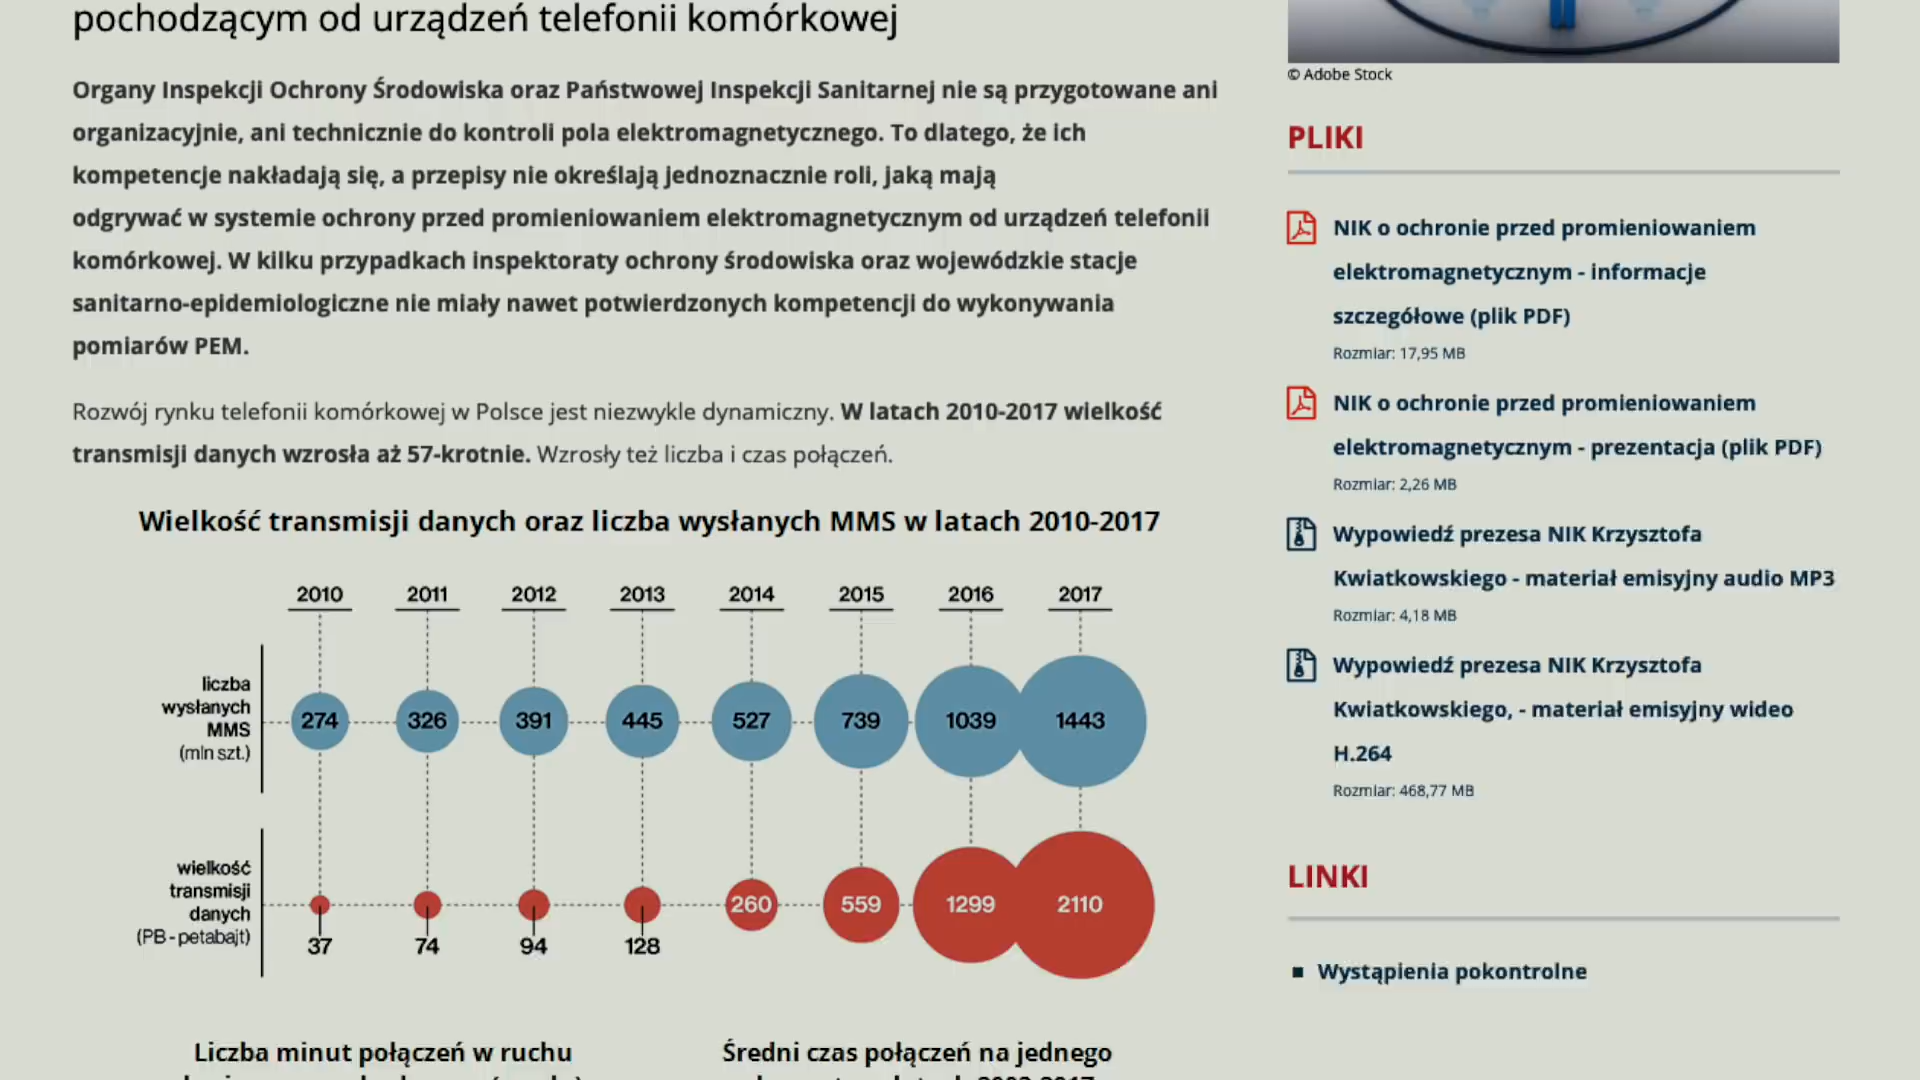 pochodzącym od urządzeń telefonii komórkowej
Organy Inspekcji Ochrony Środowiska oraz Państwowej Inspekcji Sanitarnej nie są przygotowane ani
organizacyjnie, ani technicznie do kontroli pola elektromagnetycznego. To dlatego, że ich
kompetencje nakładają się, a przepisy nie określają jednoznacznie roli, jaką mają
odgrywać w systemie ochrony przed promieniowaniem elektromagnetycznym od urządzeń telefonii
komórkowej. W kilku przypadkach inspektoraty ochrony środowiska oraz wojewódzkie stacje
sanitarno-epidemiologiczne nie miały nawet potwierdzonych kompetencji do wykonywania
pomiarów PEM.
Rozwój rynku telefonii komórkowej w Polsce jest niezwykle dynamiczny. W latach 2010-2017 wielkość
transmisji danych wzrosła aż 57-krotnie. Wzrosły też liczba i czas połączeń.
Wielkość transmisji danych oraz liczba wysłanych MMS w latach 2010-2017
2010 2011 2012 2013 2014 2015 2016 2017
liczba
wysłanych
MMS
(mln szt.)
274 326 391 445 527 739 1039 1443
wielkość
transmisji
danych
(PB - petabajt)
37 74 94 128 260 559 1299 2110
Liczba minut połączeń w ruchu
Średni czas połączeń na jednego
© Adobe Stock
PLIKI
NIK o ochronie przed promieniowaniem
elektromagnetycznym - informacje
szczegółowe (plik PDF)
Rozmiar: 17,95 MB
NIK o ochronie przed promieniowaniem
elektromagnetycznym - prezentacja (plik PDF)
Rozmiar: 2,26 MB
Wypowiedź prezesa NIK Krzysztofa
Kwiatkowskiego - materiał emisyjny audio MP3
Rozmiar: 4,18 MB
Wypowiedź prezesa NIK Krzysztofa
Kwiatkowskiego, - materiał emisyjny wideo
H.264
Rozmiar: 468,77 MB
LINKI
Wystąpienia pokontrolne